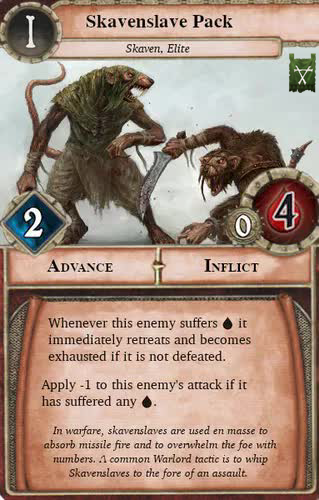 I
Skavenslave Pack
Skaven, Elite
2
0
4
ADVANCE
INFLICT
Whenever this enemy suffers it
immediately retreats and becomes
exhausted if it is not defeated.
Apply -1 to this enemy's attack if it
has suffered any .
In warfare, skavenslaves are used en masse to
absorb missile fire and to overwhelm the foe with
numbers. A common Warlord tactic is to whip
Skavenslaves to the fore of an assault.